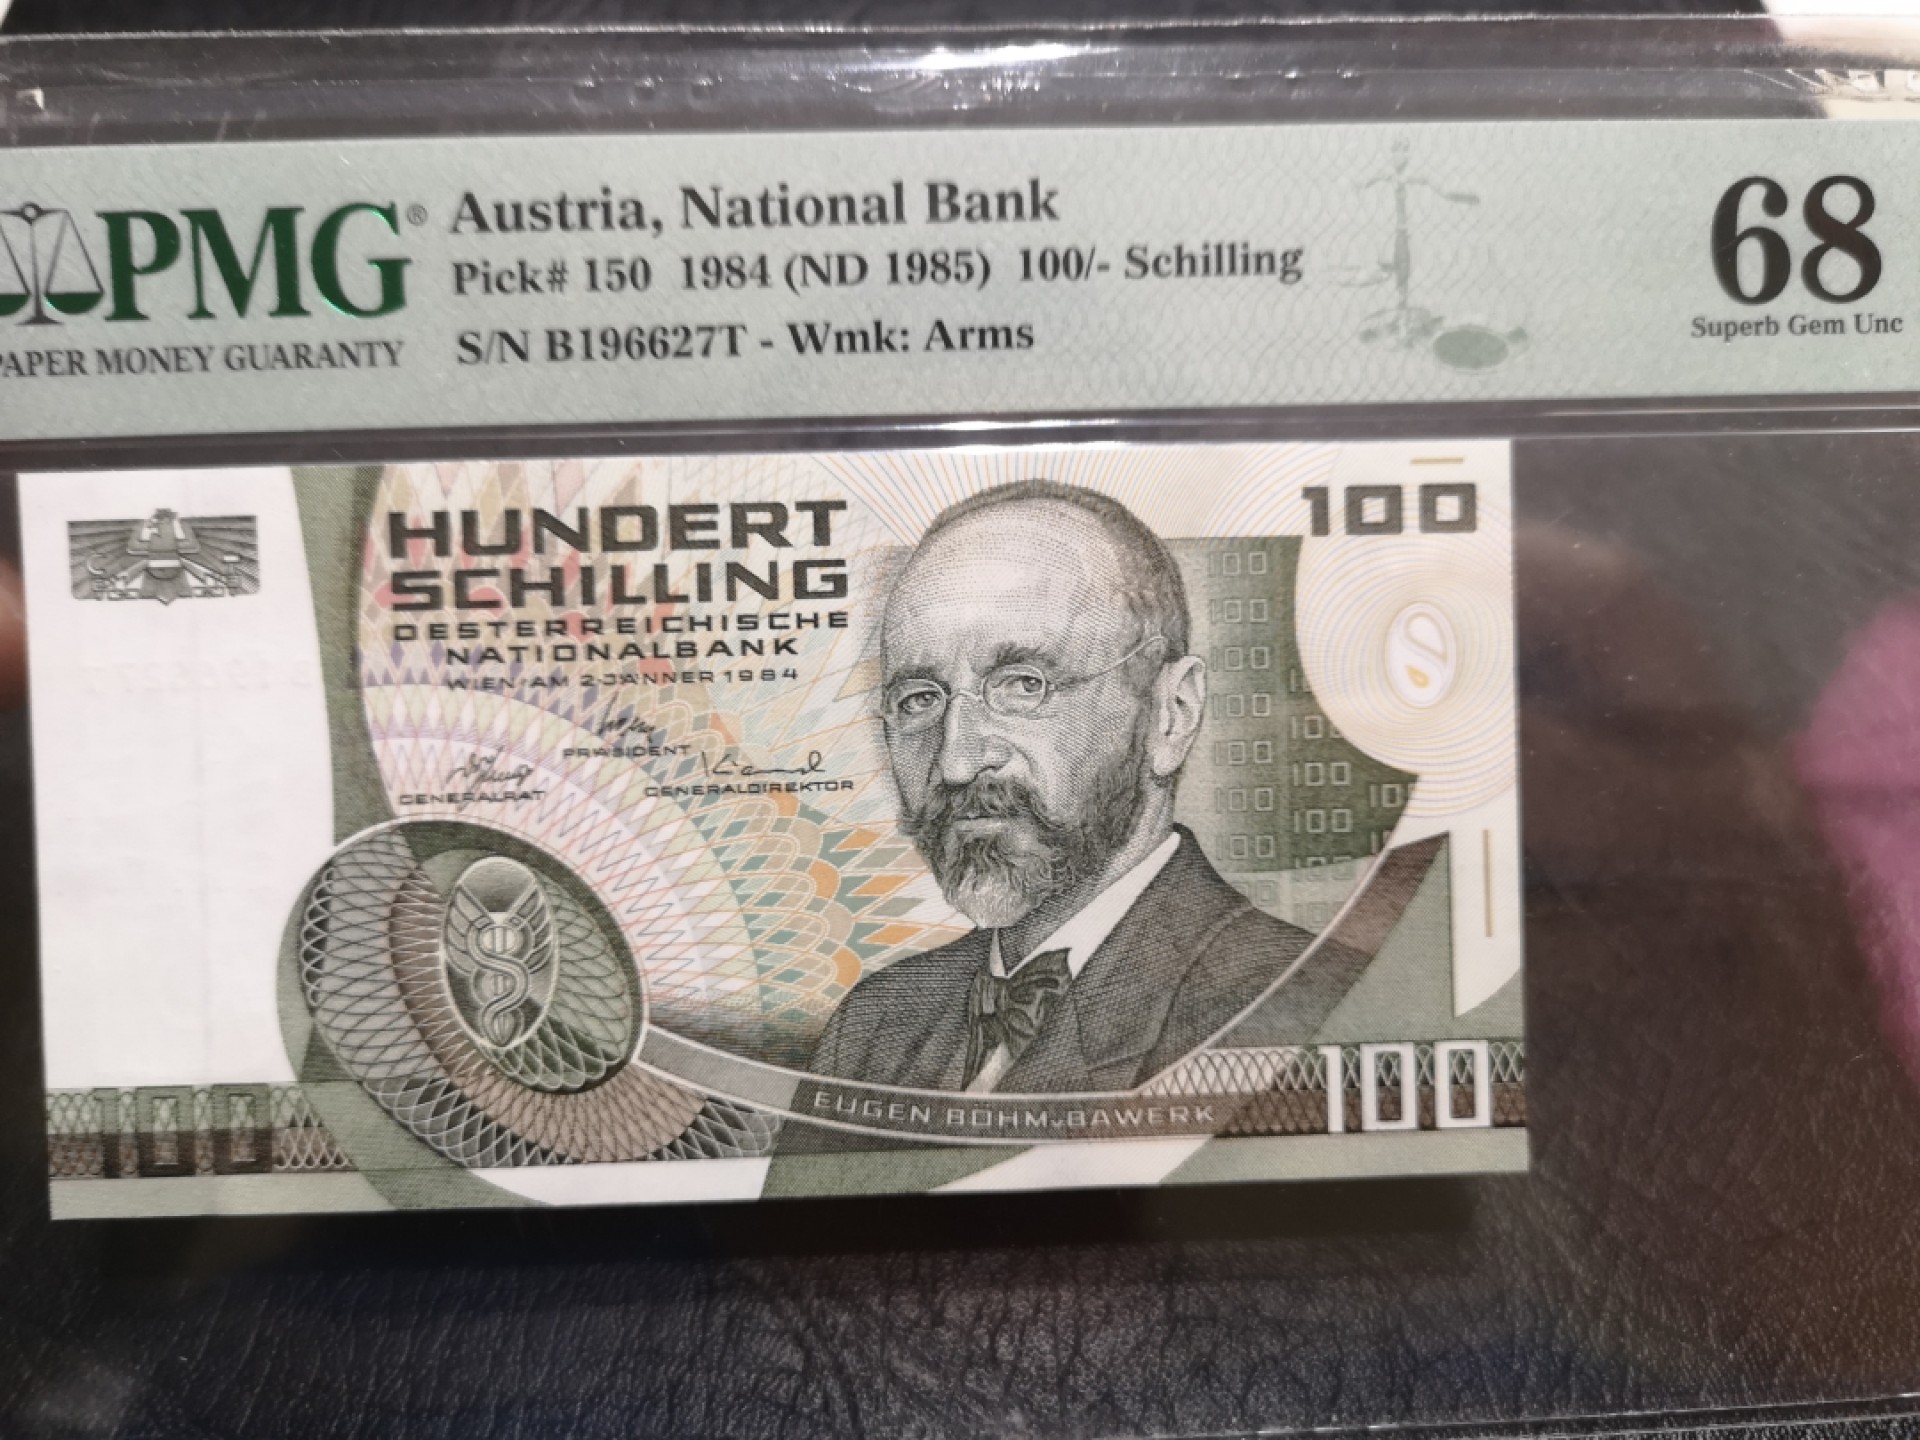 PMG®
PAPER MONEY GUARANTY
Austria, National Bank
Pick# 150 1984 (ND 1985) 100/- Schilling
S/N B196627T - Wmk: Arms
68
Superb Gem Unc
HUNDERT
SCHILLING
OESTERREICHISCHE
NATIONALBANK
WIEN AM 2·JÄNNER 1984
PRÄSIDENT
GENERALRAT
GENERALDIREKTOR
100
EUGEN BÖHM v. BAWERK
100
100